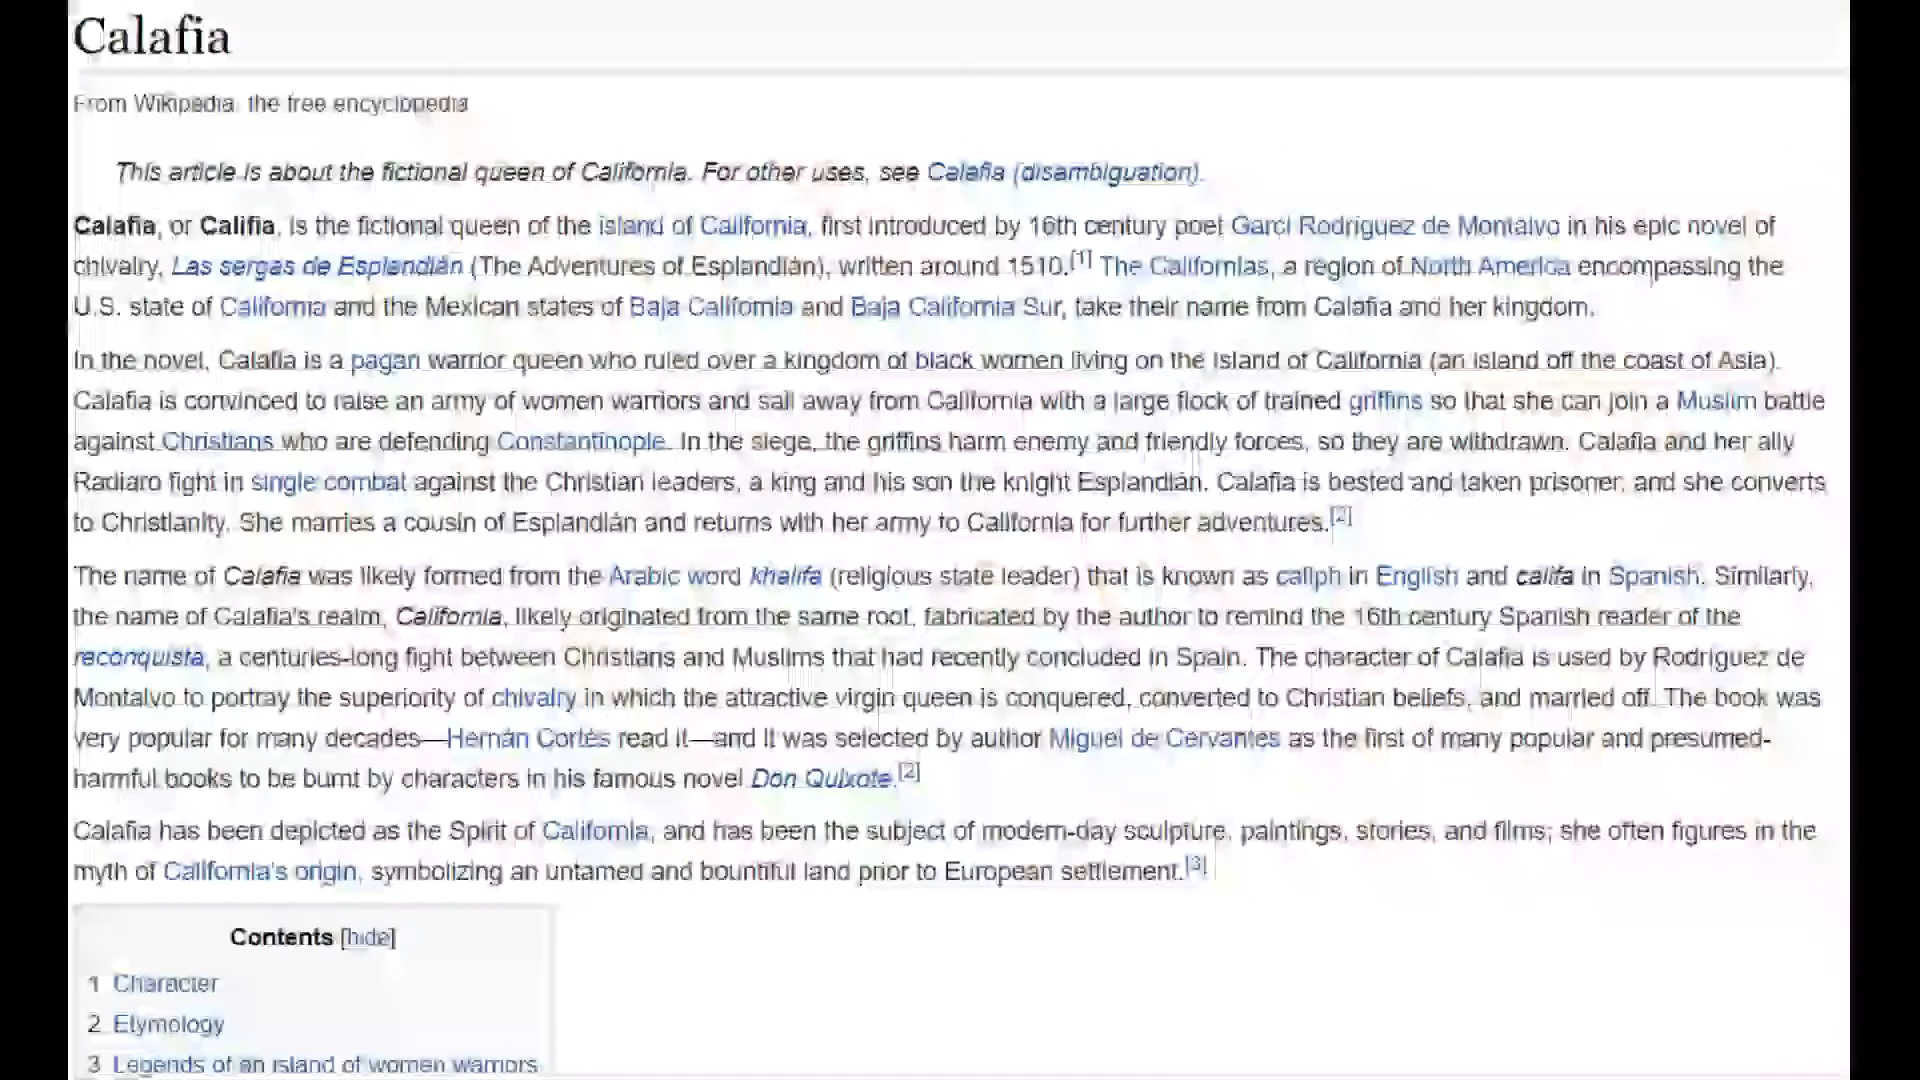 Calafia
From Wikipedia, the free encyclopedia
This article is about the fictional queen of California. For other uses, see Calafia (disambiguation).
Calafia, or Califia, is the fictional queen of the island of California, first introduced by 16th century poet Garci Rodríguez de Montalvo in his epic novel of
chivalry, Las sergas de Esplandián (The Adventures of Esplandián), written around 1510.[1] The Californias, a region of North America encompassing the
U.S. state of California and the Mexican states of Baja California and Baja California Sur, take their name from Calafia and her kingdom.
In the novel, Calafia is a pagan warrior queen who ruled over a kingdom of black women living on the Island of California (an island off the coast of Asia).
Calafia is convinced to raise an army of women warriors and sail away from California with a large flock of trained griffins so that she can join a Muslim battle
against Christians who are defending Constantinople. In the siege, the griffins harm enemy and friendly forces, so they are withdrawn. Calafia and her ally
Radiaro fight in single combat against the Christian leaders, a king and his son the knight Esplandián. Calafia is bested and taken prisoner, and she converts
to Christianity. She marries a cousin of Esplandián and returns with her army to California for further adventures.[2]
The name of Calafia was likely formed from the Arabic word khalifa (religious state leader) that is known as caliph in English and califa in Spanish. Similarly,
the name of Calafia's realm, California, likely originated from the same root, fabricated by the author to remind the 16th century Spanish reader of the
reconquista, a centuries-long fight between Christians and Muslims that had recently concluded in Spain. The character of Calafia is used by Rodríguez de
Montalvo to portray the superiority of chivalry in which the attractive virgin queen is conquered, converted to Christian beliefs, and married off. The book was
very popular for many decades—Hernán Cortés read it—and it was selected by author Miguel de Cervantes as the first of many popular and presumed-
harmful books to be burnt by characters in his famous novel Don Quixote.[2]
Calafia has been depicted as the Spirit of California, and has been the subject of modern-day sculpture, paintings, stories, and films; she often figures in the
myth of California's origin, symbolizing an untamed and bountiful land prior to European settlement.[3]
Contents [hide]
1 Character
2 Etymology
3 Legends of an island of women warriors